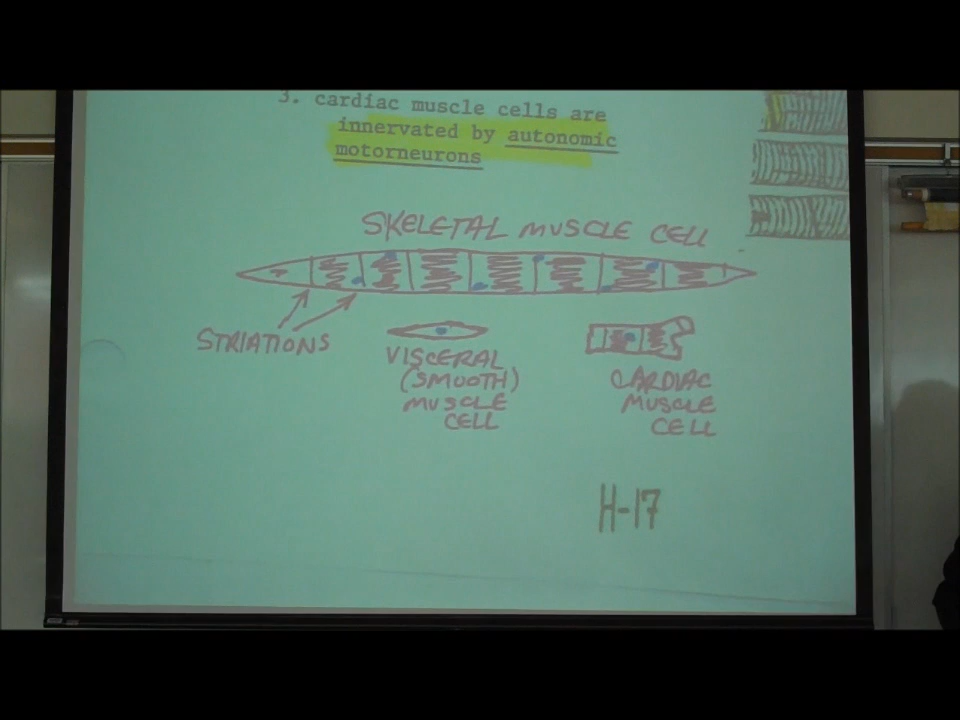 3. cardiac muscle cells are
innervated by autonomic
motorneurons
SKELETAL MUSCLE CELL
STRIATIONS
VISCERAL
(SMOOTH)
MUSCLE
CELL
CARDIAC
MUSCLE
CELL
H-17